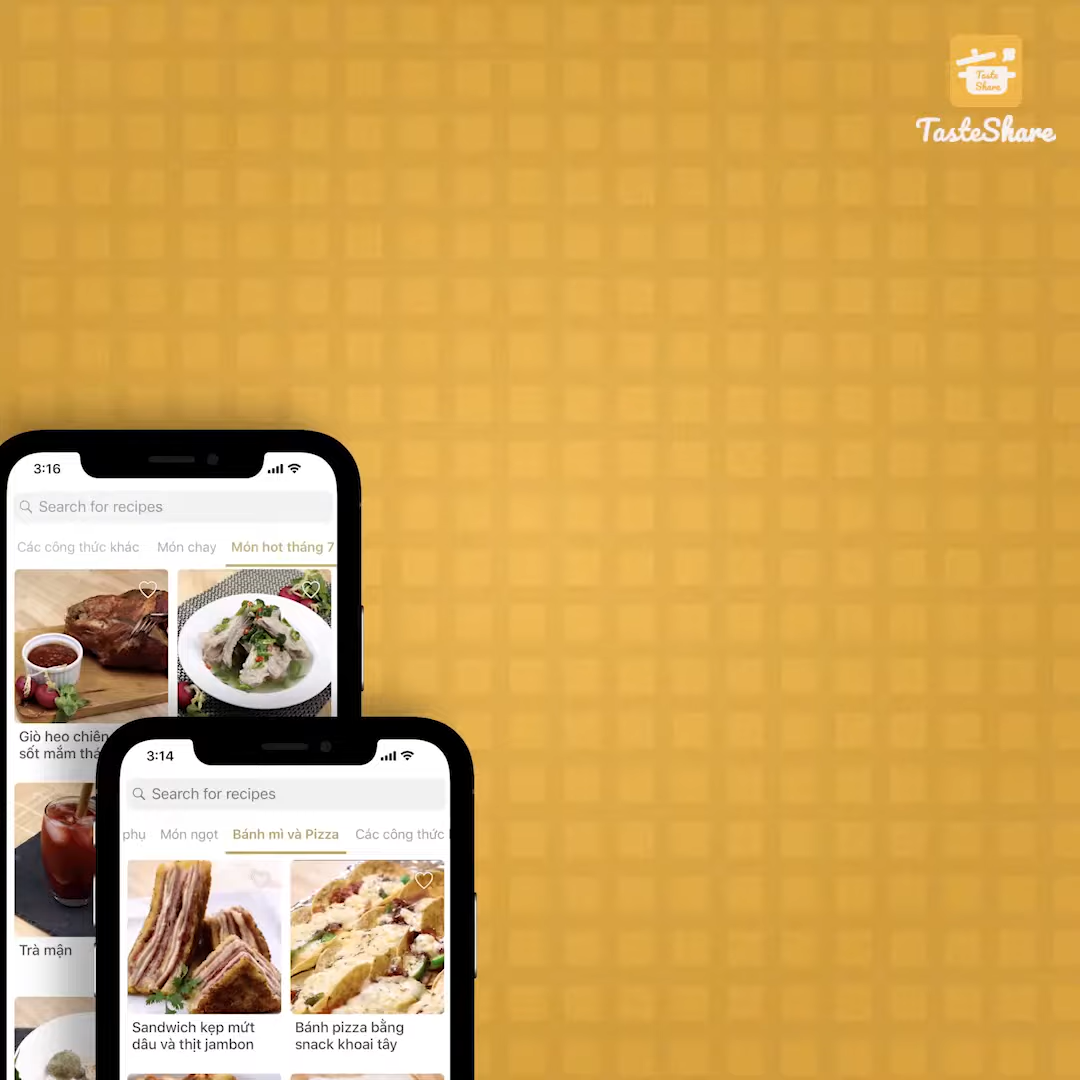 Taste
Share
TasteShare
3:16
Search for recipes
Các công thức khác Món chay Món hot tháng 7
Giò heo chiên
sốt mắm thá
Trà mận
3:14
Search for recipes
phụ Món ngọt Bánh mì và Pizza Các công thức
Sandwich kẹp mứt
dâu và thịt jambon
Bánh pizza bằng
snack khoai tây